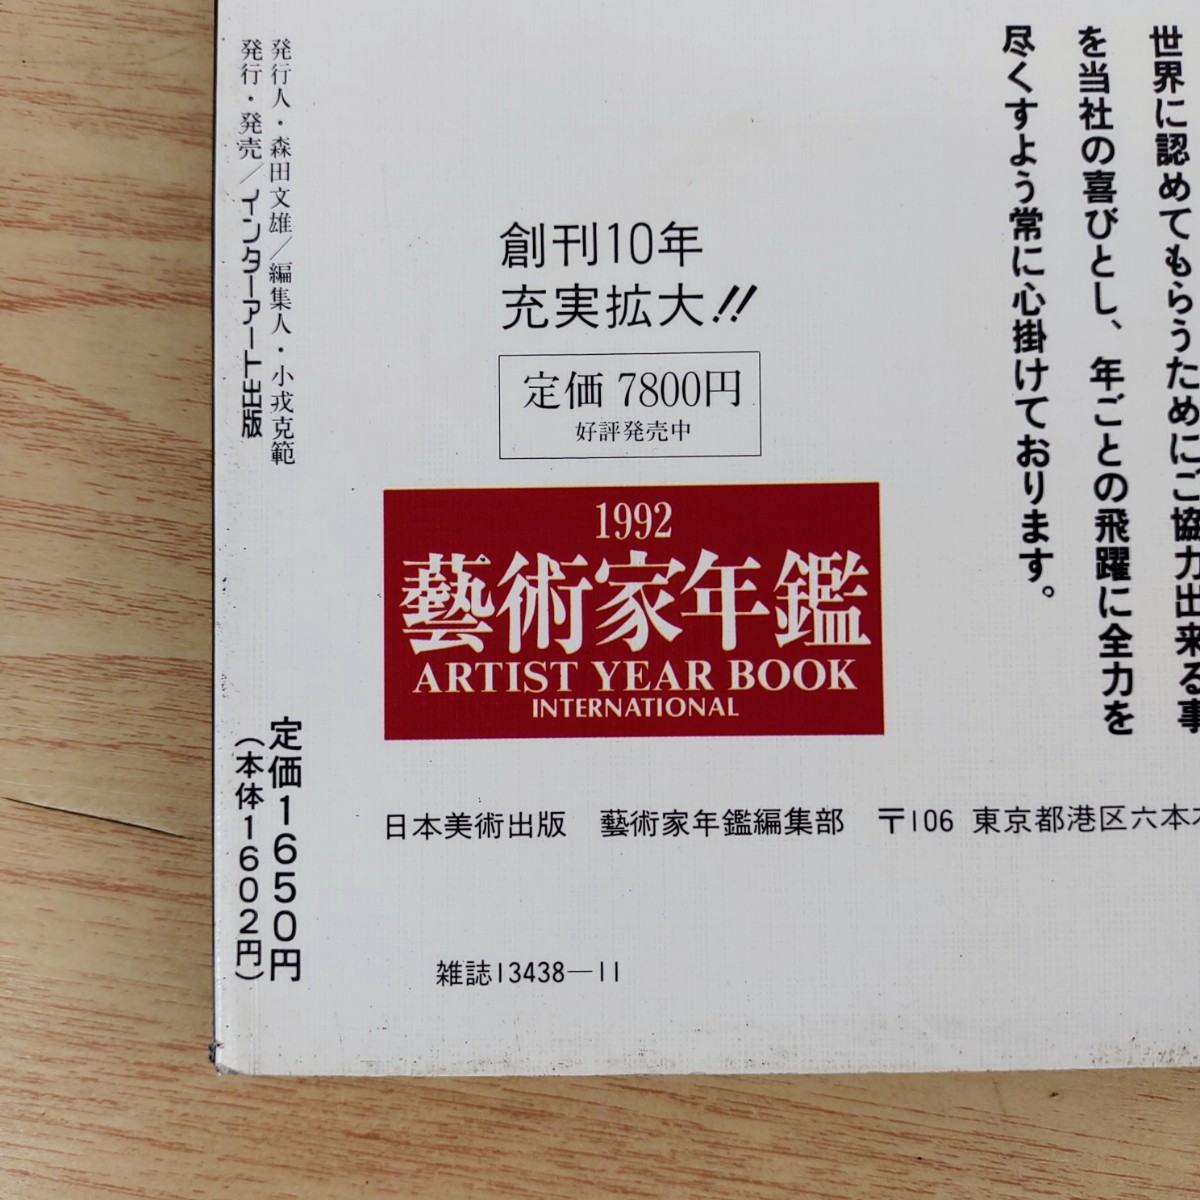 世界に認めてもらうためにご協力出来る事
を当社の喜びとし、年ごとの飛躍に全力を
尽くすよう常に心掛けております。
創刊10年
充実拡大!!
定価 7800円
好評発売中
1992
藝術家年鑑
ARTIST YEAR BOOK
INTERNATIONAL
日本美術出版　藝術家年鑑編集部　〒106 東京都港区六本木
雑誌13438—11
発行人・森田文雄/編集人・小戎克範
発行・発売/インターアート出版
定価1650円
(本体1602円)